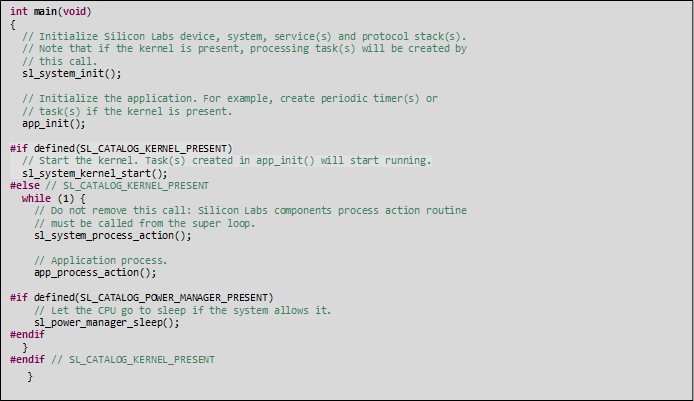 int main(void)
{
  // Initialize Silicon Labs device, system, service(s) and protocol stack(s).
  // Note that if the kernel is present, processing task(s) will be created by
  // this call.
  sl_system_init();

  // Initialize the application. For example, create periodic timer(s) or
  // task(s) if the kernel is present.
  app_init();

#if defined(SL_CATALOG_KERNEL_PRESENT)
  // Start the kernel. Task(s) created in app_init() will start running.
  sl_system_kernel_start();
#else // SL_CATALOG_KERNEL_PRESENT
  while (1) {
    // Do not remove this call: Silicon Labs components process action routine
    // must be called from the super loop.
    sl_system_process_action();

    // Application process.
    app_process_action();

#if defined(SL_CATALOG_POWER_MANAGER_PRESENT)
    // Let the CPU go to sleep if the system allows it.
    sl_power_manager_sleep();
#endif
  }
#endif // SL_CATALOG_KERNEL_PRESENT
   }